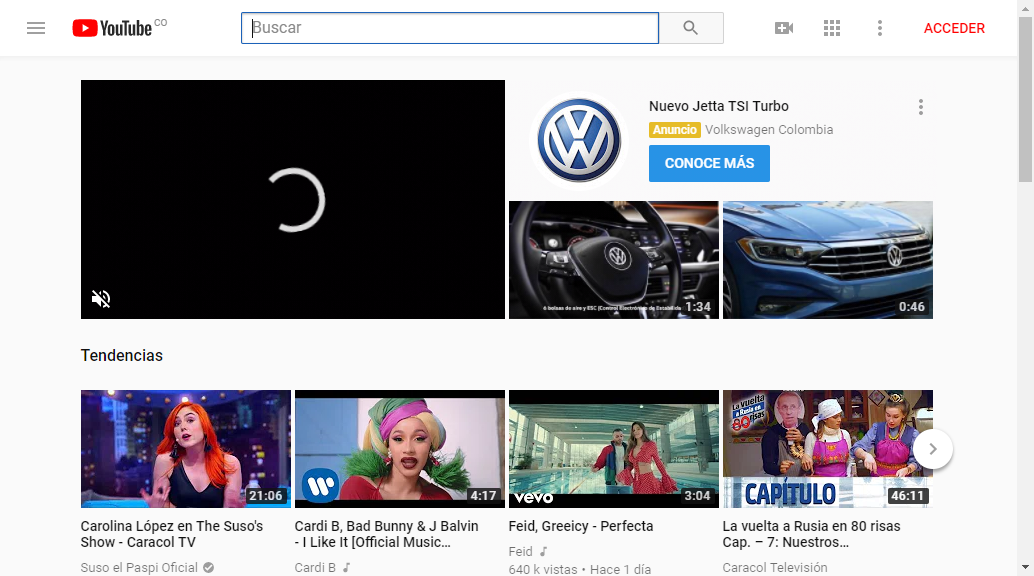 YouTube CO
Buscar
ACCEDER
Nuevo Jetta TSI Turbo
Anuncio Volkswagen Colombia
CONOCE MÁS
6 bolsas de aire y ESC (Control Electrónico de Estabilida
1:34
0:46
Tendencias
21:06
4:17
vevo
3:04
La vuelta
a Rusia en
80 risas
CAPÍTULO
46:11
Carolina López en The Suso's
Show - Caracol TV
Suso el Paspi Oficial
Cardi B, Bad Bunny & J Balvin
- I Like It [Official Music...
Cardi B
Feid, Greeicy - Perfecta
Feid
640 k vistas • Hace 1 día
La vuelta a Rusia en 80 risas
Cap. – 7: Nuestros...
Caracol Televisión